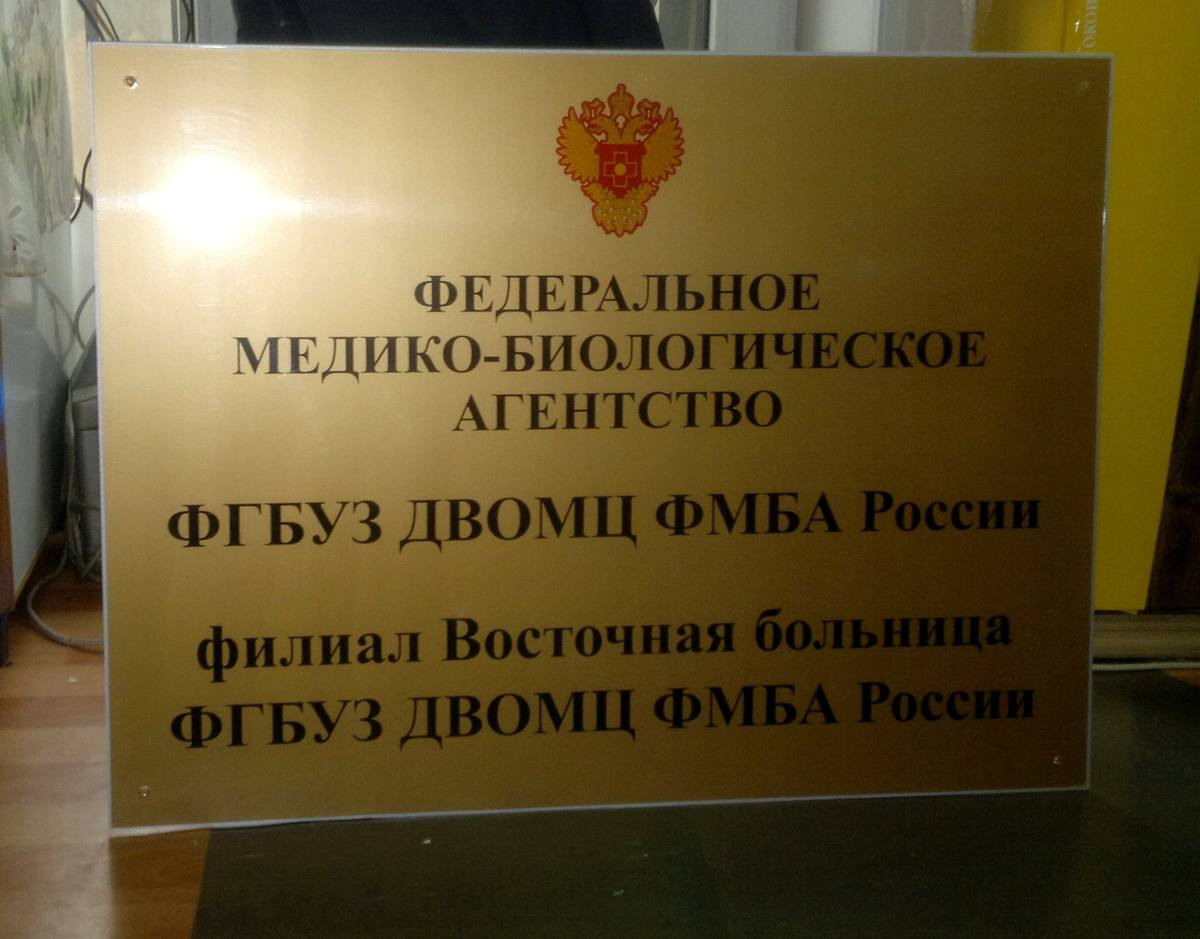 ФЕДЕРАЛЬНОЕ
МЕДИКО-БИОЛОГИЧЕСКОЕ
АГЕНТСТВО
ФГБУЗ ДВОМЦ ФМБА России
филиал Восточная больница
ФГБУЗ ДВОМЦ ФМБА России